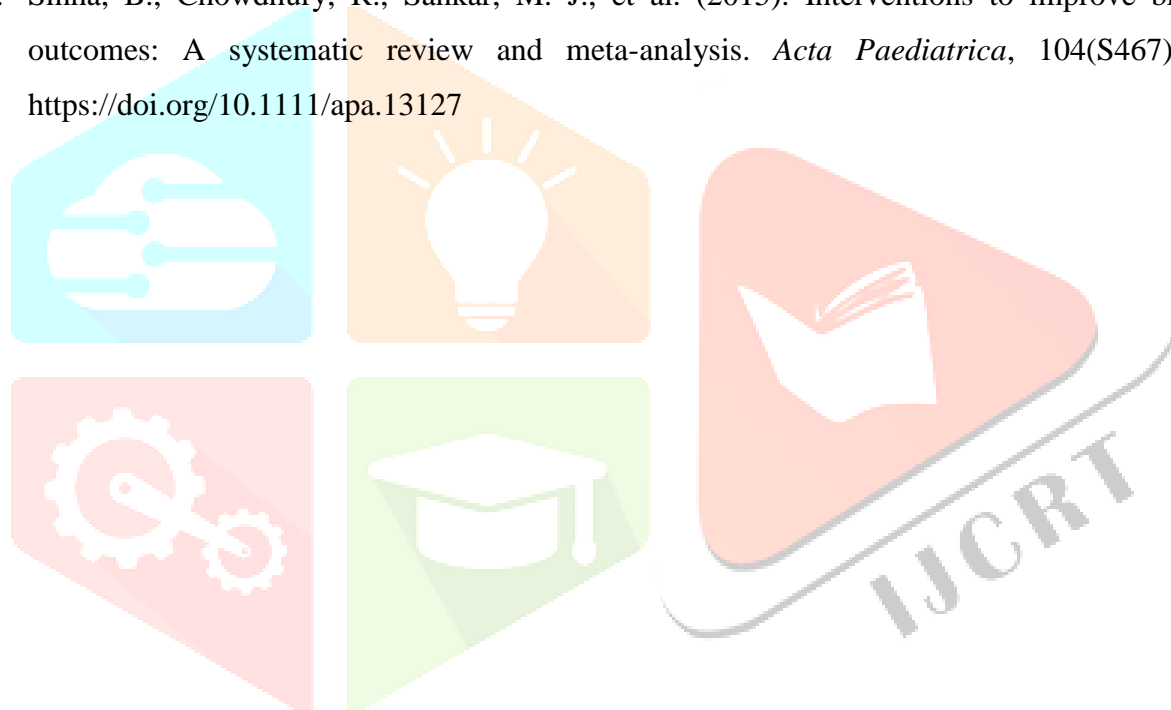 Sinha, B., Chowdhury, R., Sankar, M. J., et al. (2015). Interventions to improve
outcomes: A systematic review and meta-analysis. Acta Paediatrica, 104(S467)
https://doi.org/10.1111/apa.13127
IJCRT